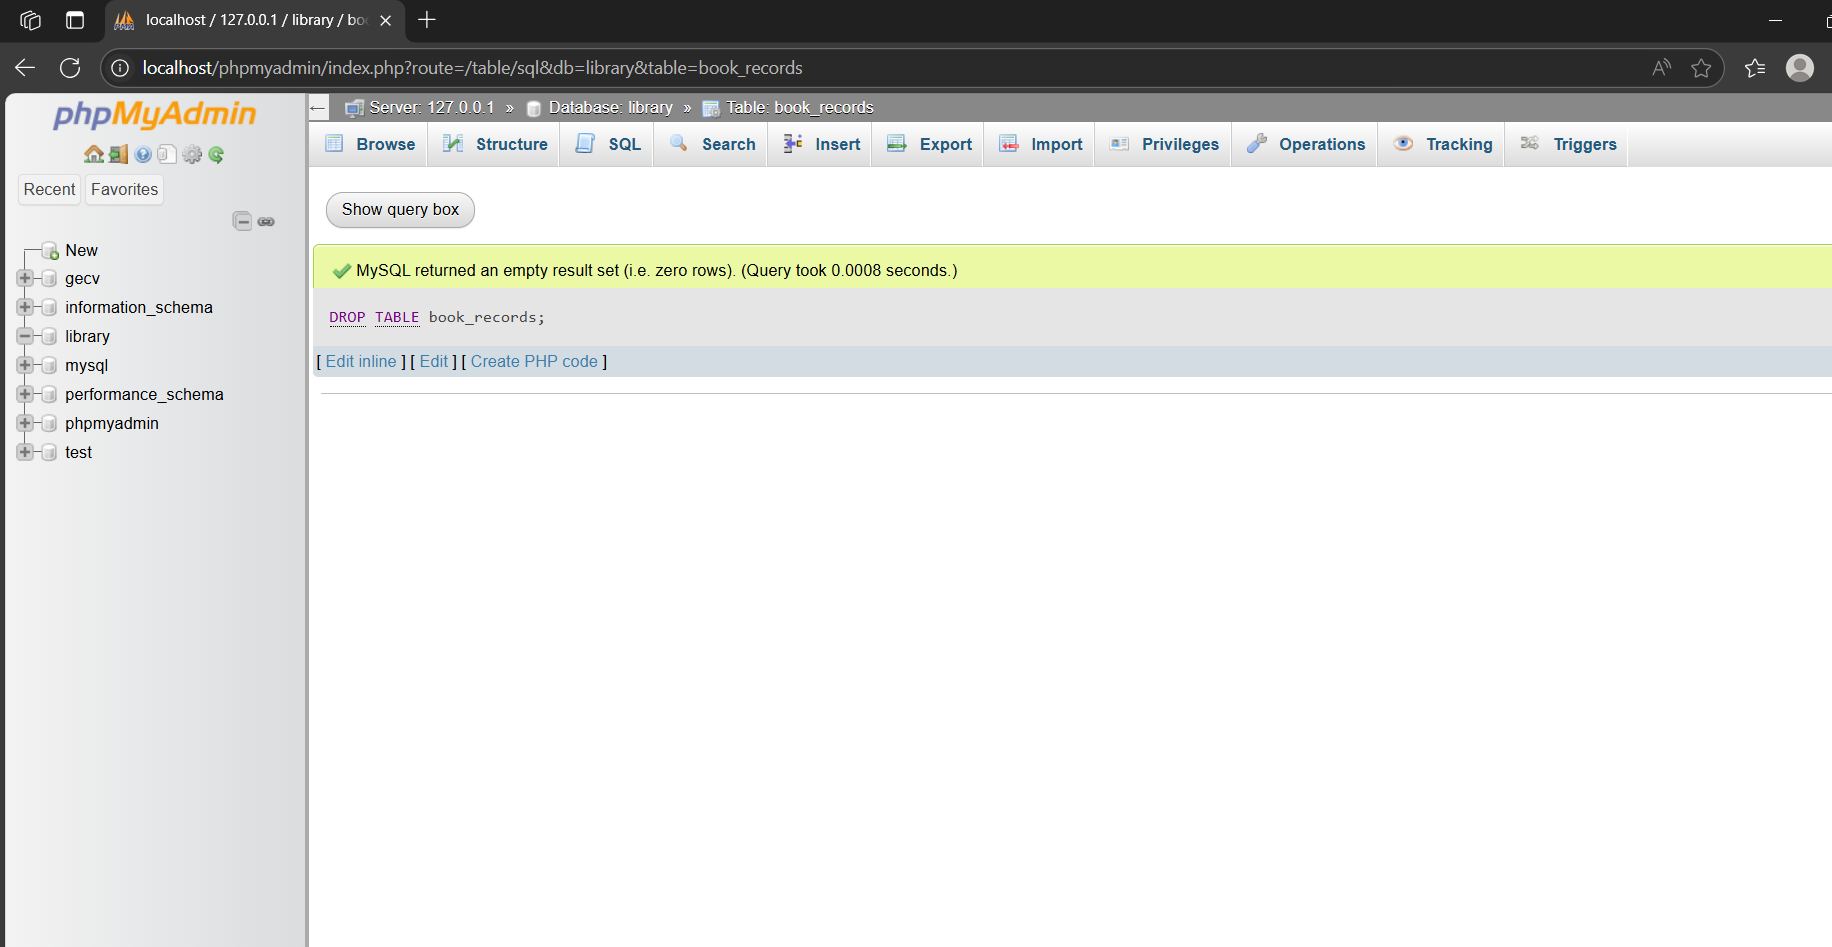 localhost / 127.0.0.1 / library / bo
localhost/phpmyadmin/index.php?route=/table/sql&db=library&table=book_records
phpMyAdmin
Recent Favorites
New
gecv
information_schema
library
mysql
performance_schema
phpmyadmin
test
Server: 127.0.0.1 » Database: library » Table: book_records
Browse Structure SQL Search Insert Export Import Privileges Operations Tracking Triggers
Show query box
MySQL returned an empty result set (i.e. zero rows). (Query took 0.0008 seconds.)
DROP TABLE book_records;
[ Edit inline ] [ Edit ] [ Create PHP code ]